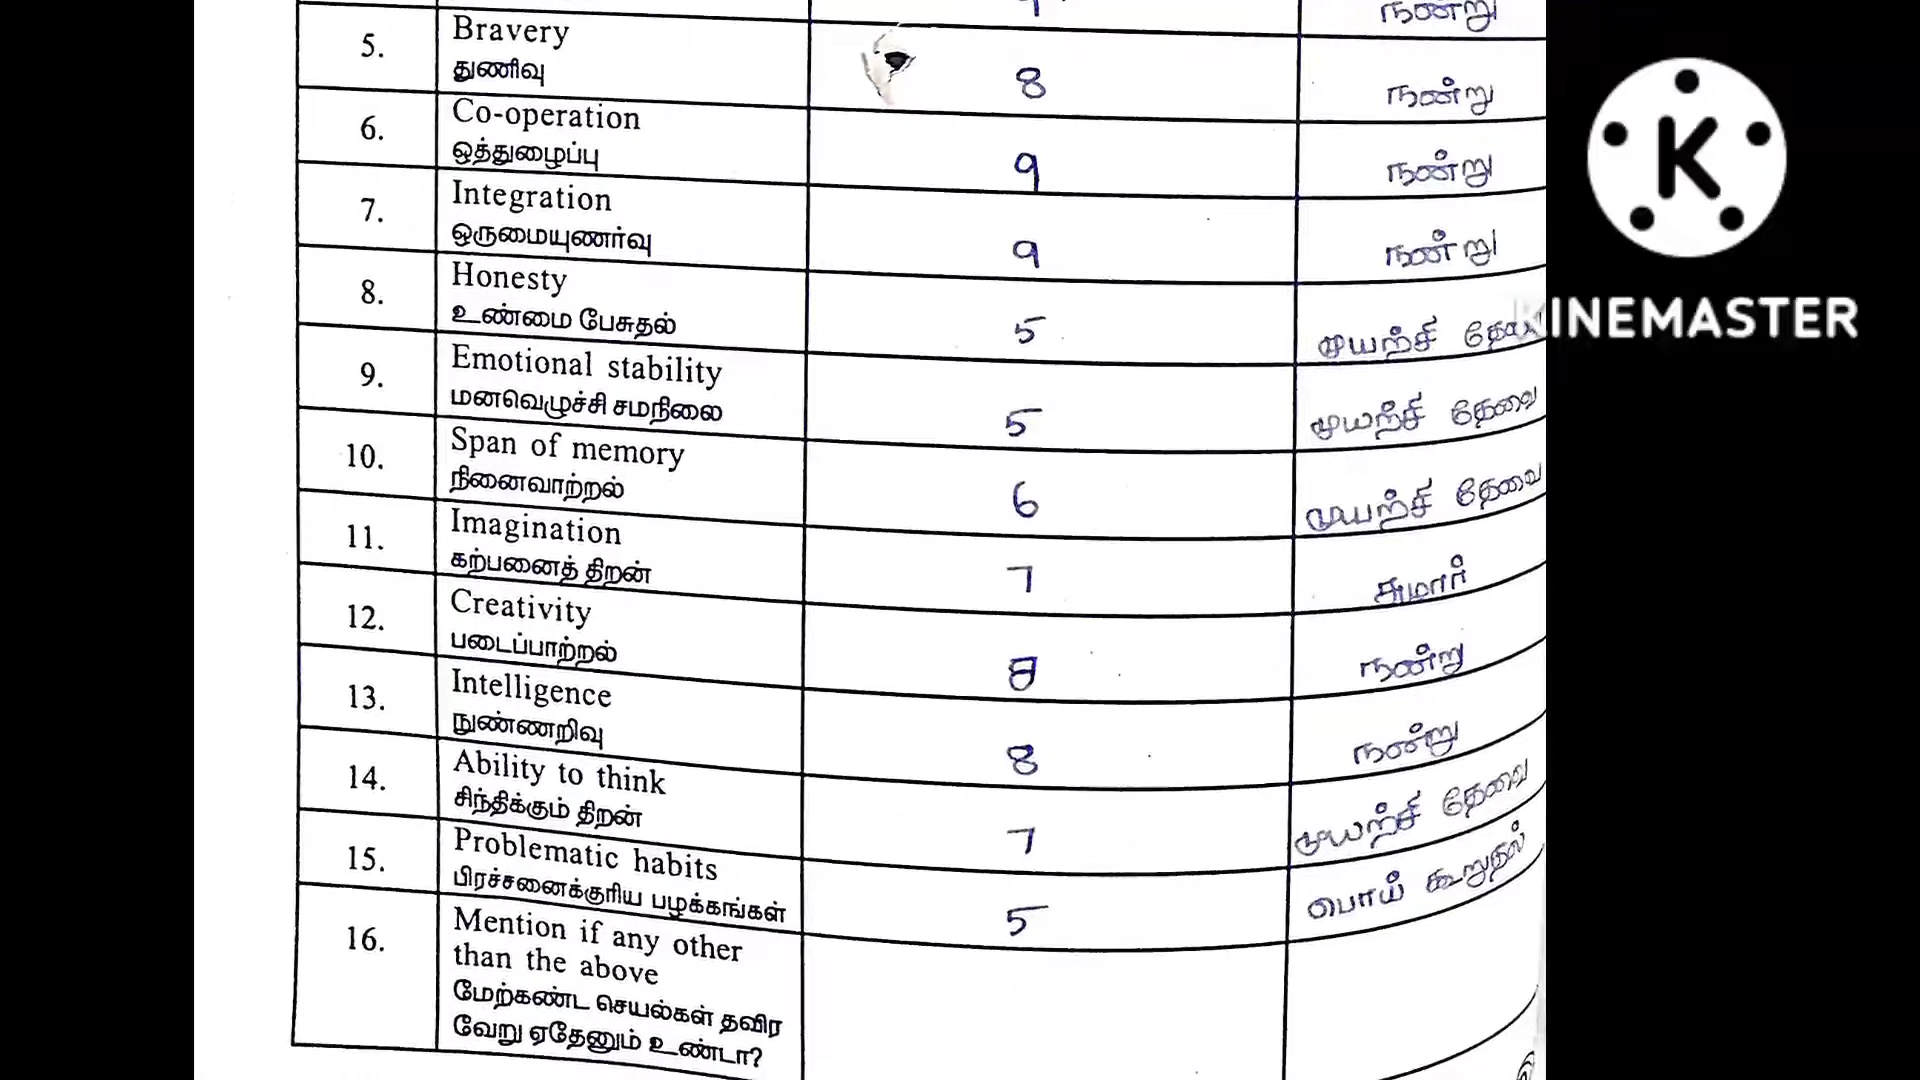 நன்று
5. Bravery 8 நன்று
துணிவு
6. Co-operation 9 நன்று
ஒத்துழைப்பு
7. Integration 9 நன்று
ஒருமையுணர்வு
8. Honesty 5 முயற்சி
உண்மை பேசுதல்
9. Emotional stability 5 முயற்சி தேவை
மனவெழுச்சி சமநிலை
10. Span of memory 6 முயற்சி தேவை
நினைவாற்றல்
11. Imagination 7 சுமார்
கற்பனைத் திறன்
12. Creativity 8 நன்று
படைப்பாற்றல்
13. Intelligence 8 நன்று
நுண்ணறிவு
14. Ability to think 7 முயற்சி தேவை
சிந்திக்கும் திறன்
15. Problematic habits 5 பொய் கூறுதல்
பிரச்சனைக்குரிய பழக்கங்கள்
16. Mention if any other
than the above
மேற்கண்ட செயல்கள் தவிர
வேறு ஏதேனும் உண்டா?
K
KINEMASTER